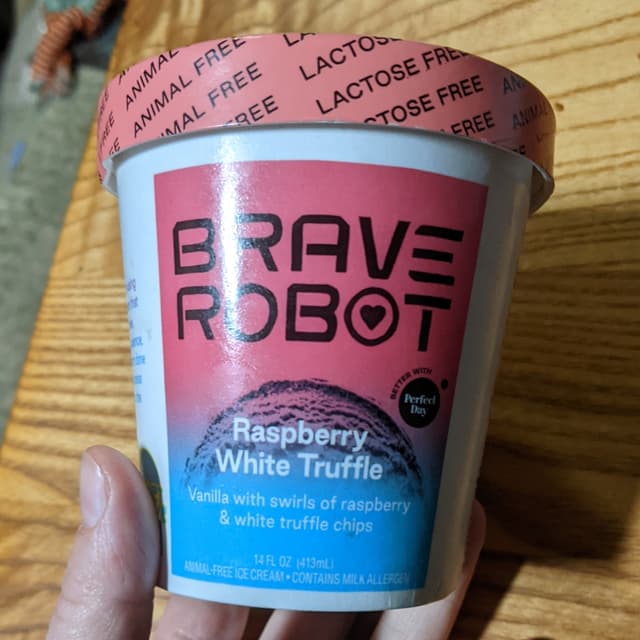 ANIMAL FREE
LACTOSE FREE
ANIMAL FREE
LACTOSE FREE
BRAVE
ROBOT
BETTER WITH
Perfect
Day
Raspberry
White Truffle
Vanilla with swirls of raspberry
& white truffle chips
14 FL OZ (413mL)
ANIMAL-FREE ICE CREAM • CONTAINS MILK ALLERGEN